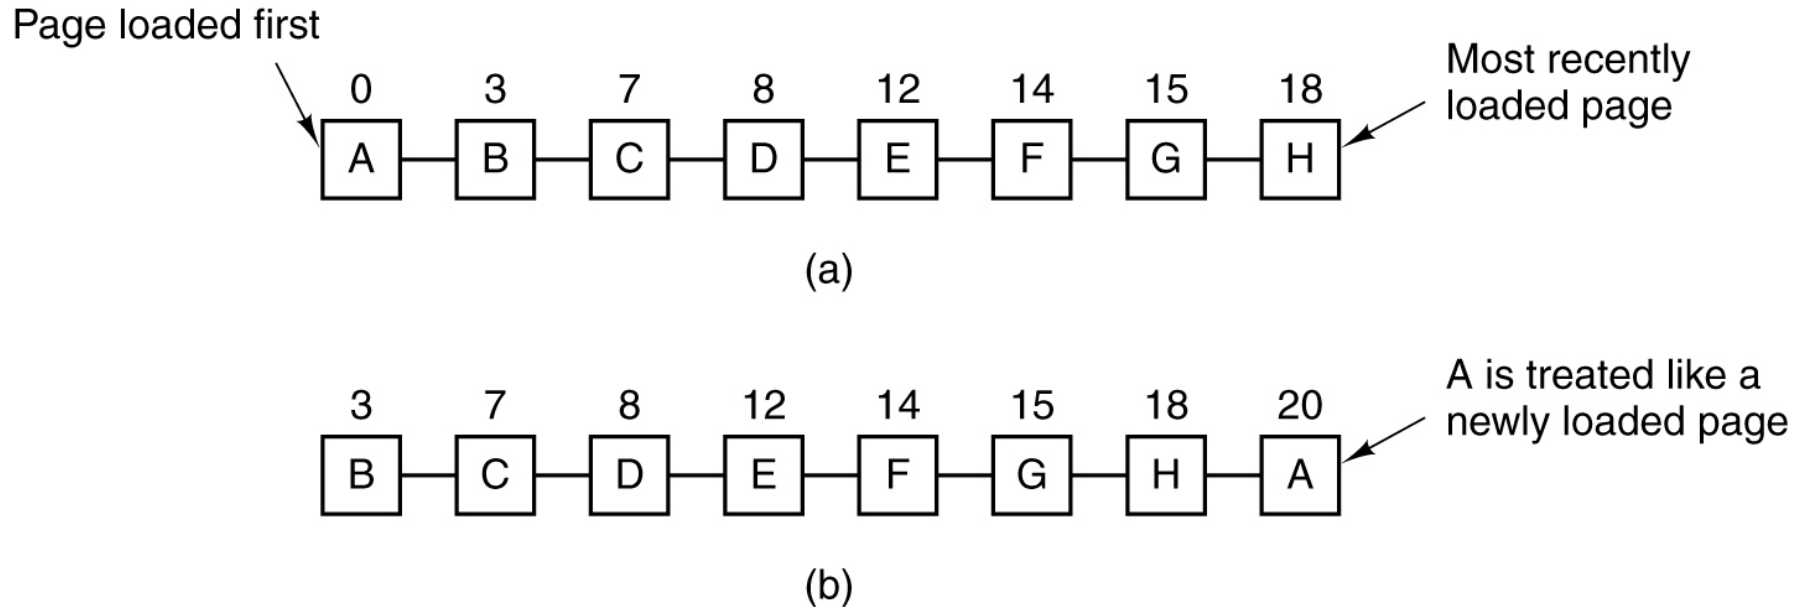 Page loaded first
Most recently
loaded page
0 3 7 8 12 14 15 18
A B C D E F G H
(a)
A is treated like a
newly loaded page
3 7 8 12 14 15 18 20
B C D E F G H A
(b)